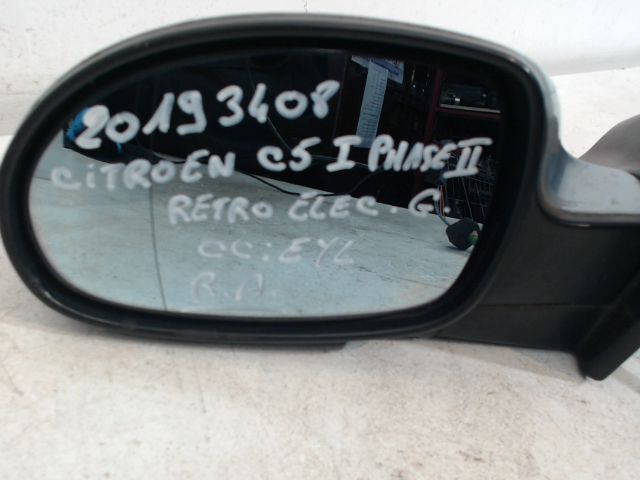 20193408
CITROEN C5 I PHASE II
RETRO ELEC. G.
CC: EYL
R.A.